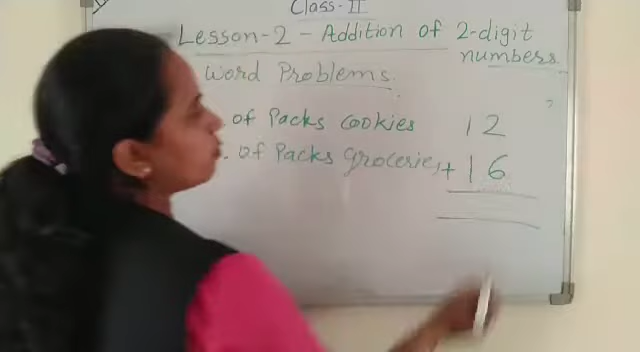 Class-II
Lesson-2 - Addition of 2-digit
numbers
Word Problems.
. of Packs cookies 12
. of Packs groceries + 16